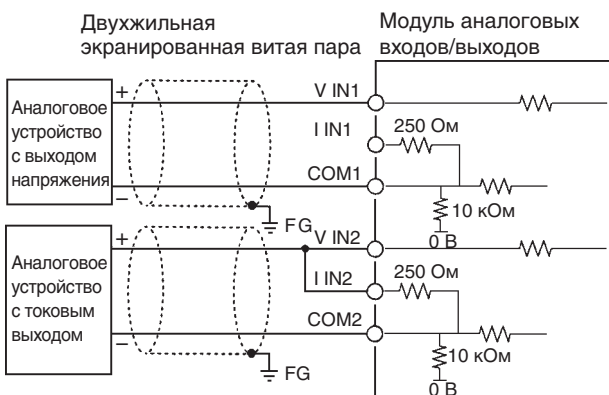 Двухжильная
экранированная витая пара
Модуль аналоговых
входов/выходов
Аналоговое
устройство
с выходом
напряжения
+
−
V IN1
I IN1
COM1
250 Ом
10 кОм
0 В
FG
Аналоговое
устройство
с токовым
выходом
+
−
V IN2
I IN2
COM2
250 Ом
10 кОм
0 В
FG